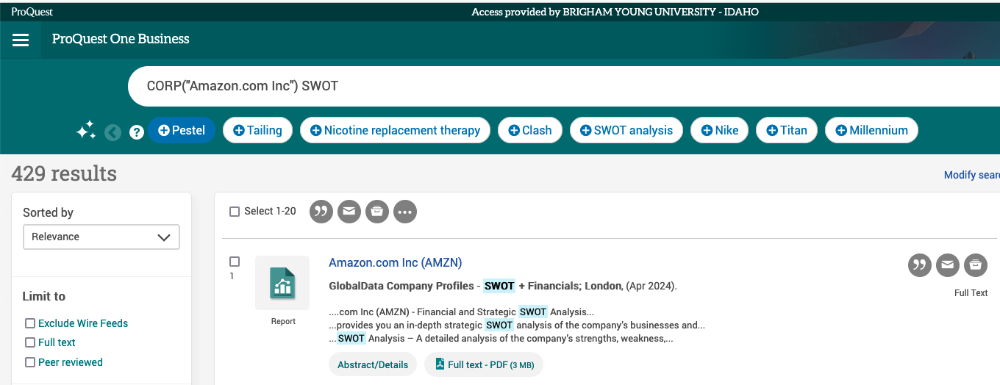 ProQuest
Access provided by BRIGHAM YOUNG UNIVERSITY - IDAHO
ProQuest One Business
CORP("Amazon.com Inc") SWOT
? Pestel Tailing Nicotine replacement therapy Clash SWOT analysis Nike Titan Millennium
429 results
Modify sear
Sorted by
Relevance
Limit to
Exclude Wire Feeds
Full text
Peer reviewed
Select 1-20
1
Report
Amazon.com Inc (AMZN)
GlobalData Company Profiles - SWOT + Financials; London, (Apr 2024).
....com Inc (AMZN) - Financial and Strategic SWOT Analysis...
...provides you an in-depth strategic SWOT analysis of the company's businesses and...
...SWOT Analysis – A detailed analysis of the company's strengths, weakness,...
Abstract/Details
Full text - PDF (3 MB)
Full Text